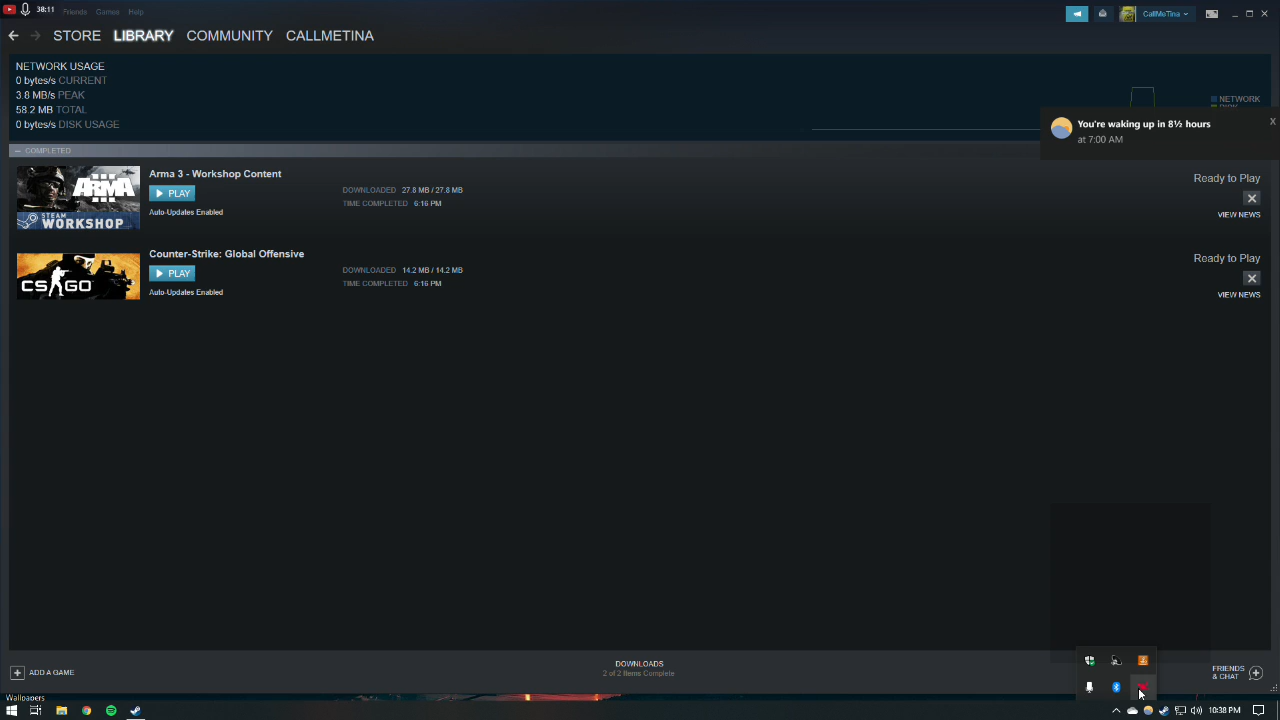 38:11
Friends Games Help
CallMeTina
STORE LIBRARY COMMUNITY CALLMETINA
NETWORK USAGE
0 bytes/s CURRENT
3.8 MB/s PEAK
58.2 MB TOTAL
0 bytes/s DISK USAGE
NETWORK
You're waking up in 8½ hours
at 7:00 AM
X
COMPLETED
ARMA III
STEAM WORKSHOP
Arma 3 - Workshop Content
PLAY
Auto-Updates Enabled
DOWNLOADED 27.8 MB / 27.8 MB
TIME COMPLETED 6:16 PM
Ready to Play
VIEW NEWS
CS GO
Counter-Strike: Global Offensive
PLAY
Auto-Updates Enabled
DOWNLOADED 14.2 MB / 14.2 MB
TIME COMPLETED 6:16 PM
Ready to Play
VIEW NEWS
ADD A GAME
DOWNLOADS
2 of 2 Items Complete
FRIENDS
& CHAT
Wallpapers
10:38 PM